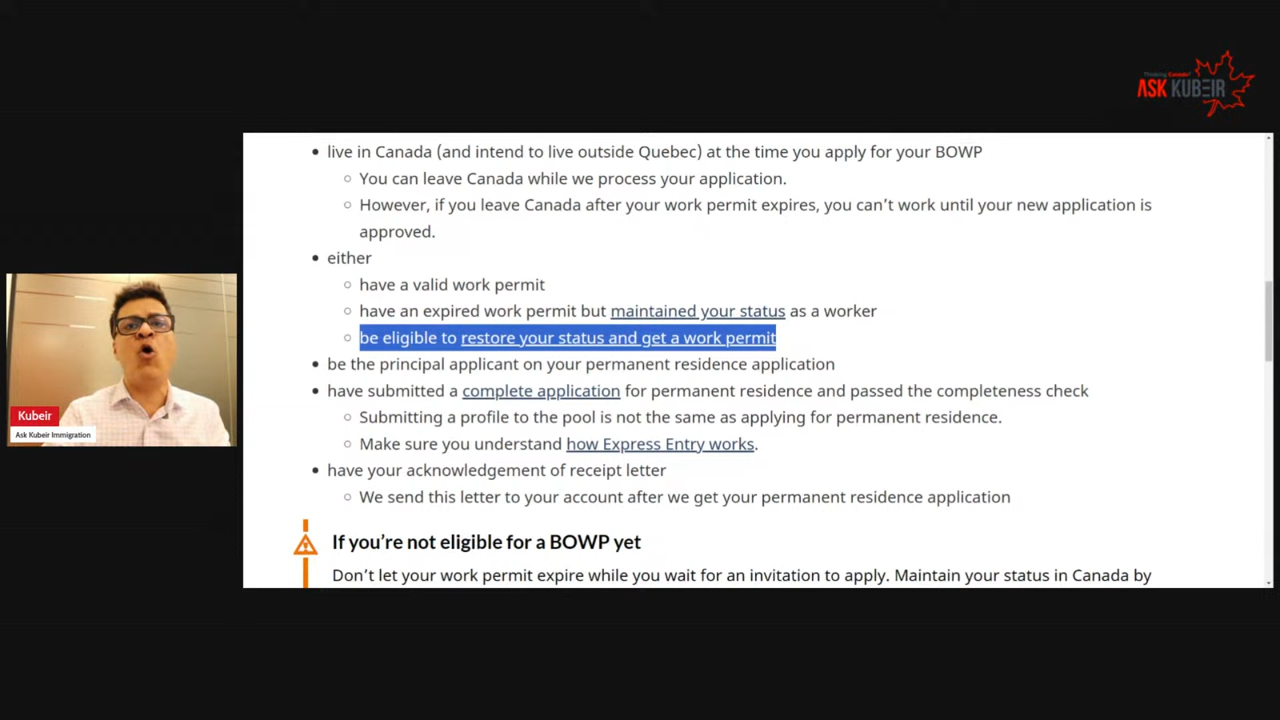 Thinking Canada?
ASK KUBEIR
live in Canada (and intend to live outside Quebec) at the time you apply for your BOWP
You can leave Canada while we process your application.
However, if you leave Canada after your work permit expires, you can't work until your new application is
approved.
either
have a valid work permit
have an expired work permit but maintained your status as a worker
be eligible to restore your status and get a work permit
be the principal applicant on your permanent residence application
have submitted a complete application for permanent residence and passed the completeness check
Submitting a profile to the pool is not the same as applying for permanent residence.
Make sure you understand how Express Entry works.
have your acknowledgement of receipt letter
We send this letter to your account after we get your permanent residence application
If you're not eligible for a BOWP yet
Don't let your work permit expire while you wait for an invitation to apply. Maintain your status in Canada by
Kubeir
Ask Kubeir Immigration